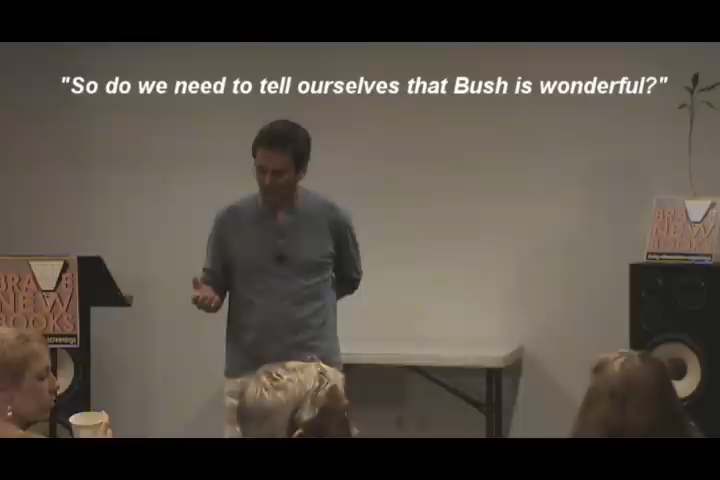 "So do we need to tell ourselves that Bush is wonderful?"
BRAVE
NEW
BOOKS
BRAVE
NEW
BOOKS